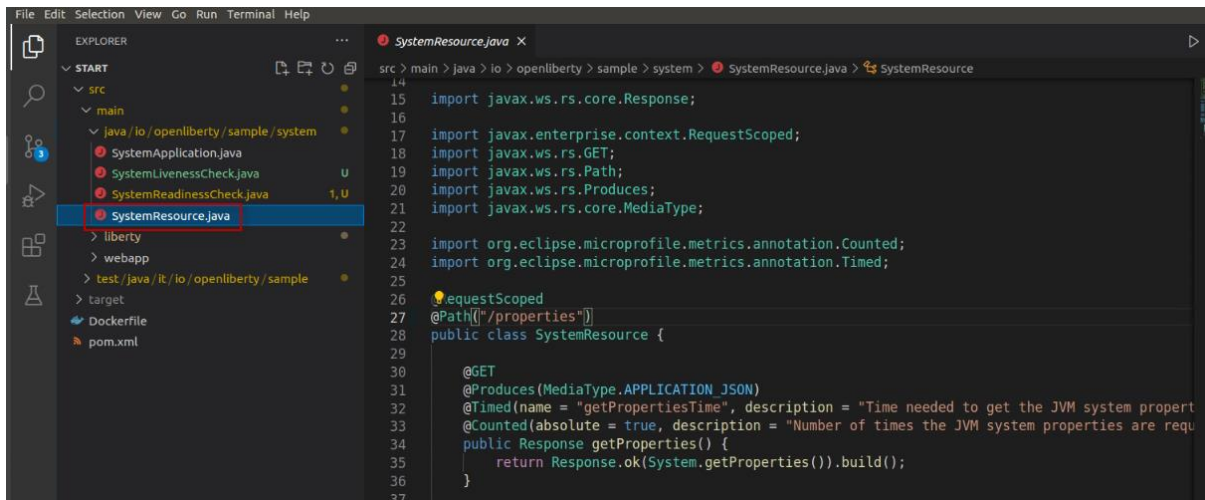 File Edit Selection View Go Run Terminal Help
EXPLORER
START
src
main
java/io/openliberty/sample/system
SystemApplication.java
SystemLivenessCheck.java U
SystemReadinessCheck.java 1, U
SystemResource.java
liberty
webapp
test/java/it/io/openliberty/sample
target
Dockerfile
pom.xml
3
SystemResource.java
src > main > java > io > openliberty > sample > system > SystemResource.java > SystemResource
14
15 import javax.ws.rs.core.Response;
16
17 import javax.enterprise.context.RequestScoped;
18 import javax.ws.rs.GET;
19 import javax.ws.rs.Path;
20 import javax.ws.rs.Produces;
21 import javax.ws.rs.core.MediaType;
22
23 import org.eclipse.microprofile.metrics.annotation.Counted;
24 import org.eclipse.microprofile.metrics.annotation.Timed;
25
26 @RequestScoped
27 @Path("/properties")
28 public class SystemResource {
29
30 @GET
31 @Produces(MediaType.APPLICATION_JSON)
32 @Timed(name = "getPropertiesTime", description = "Time needed to get the JVM system propert
33 @Counted(absolute = true, description = "Number of times the JVM system properties are requ
34 public Response getProperties() {
35 return Response.ok(System.getProperties()).build();
36 }
37